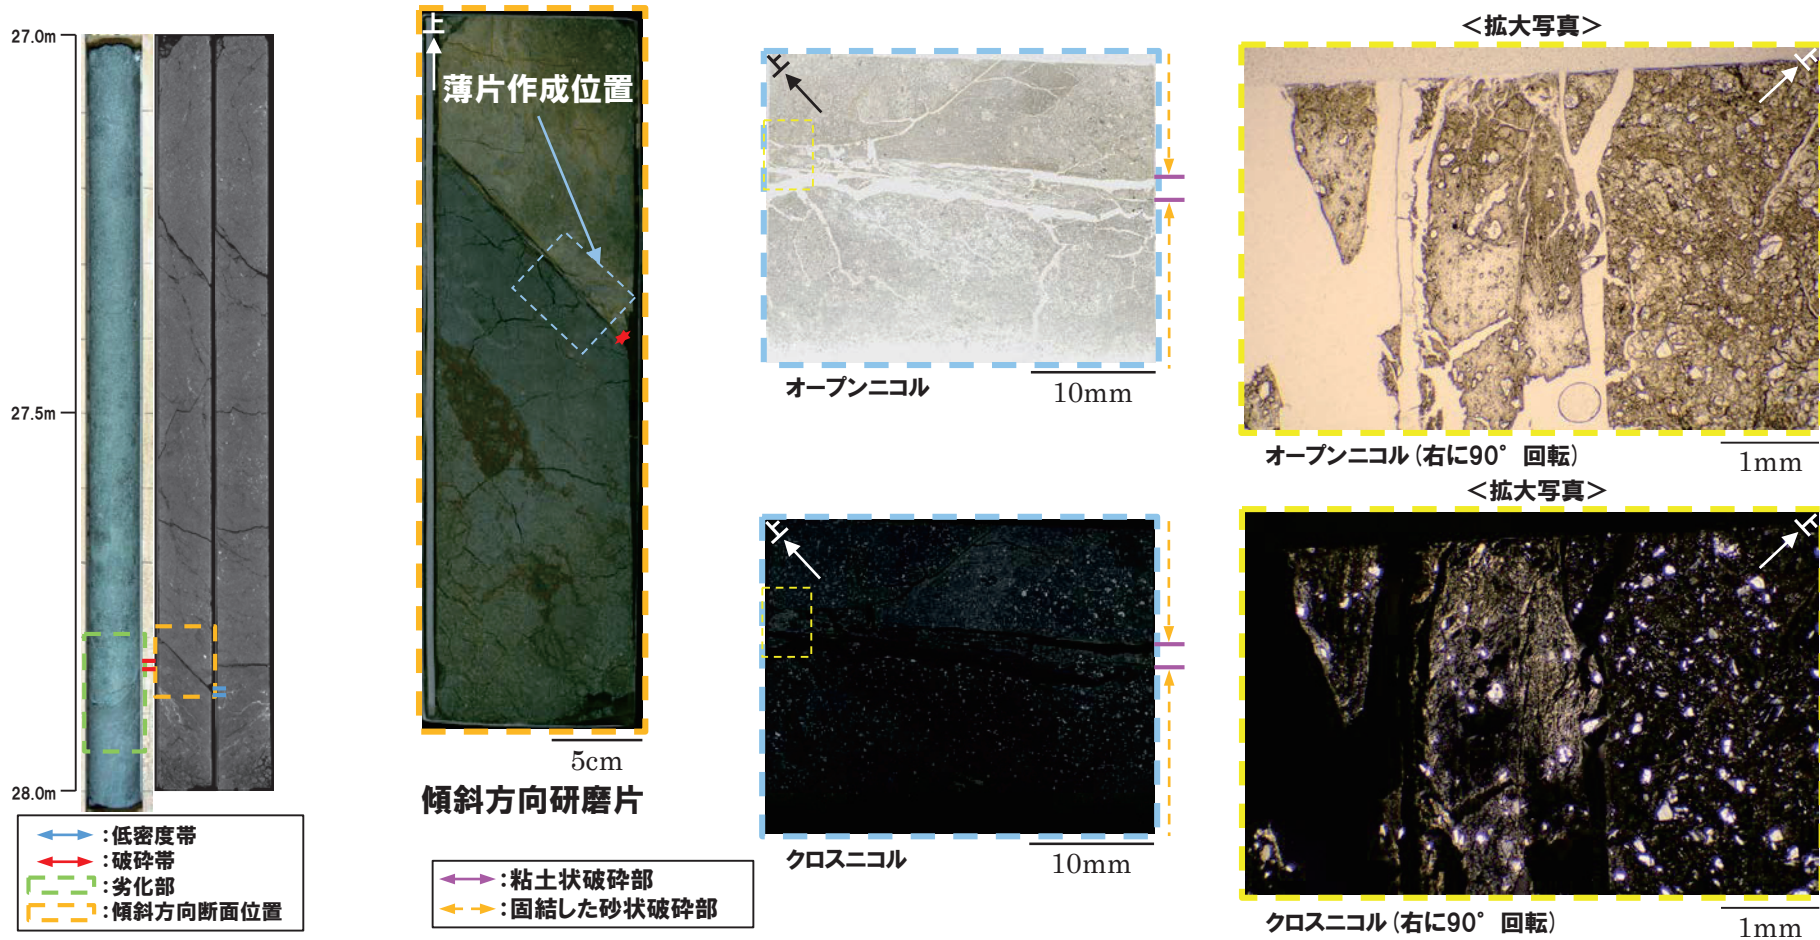 27.0m
27.5m
28.0m
:低密度帯
:破砕帯
:劣化部
:傾斜方向断面位置
上
薄片作成位置
5cm
傾斜方向研磨片
:粘土状破砕部
:固結した砂状破砕部
上
オープンニコル
10mm
上
クロスニコル
10mm
<拡大写真>
上
オープンニコル(右に90°回転)
1mm
<拡大写真>
上
クロスニコル(右に90°回転)
1mm